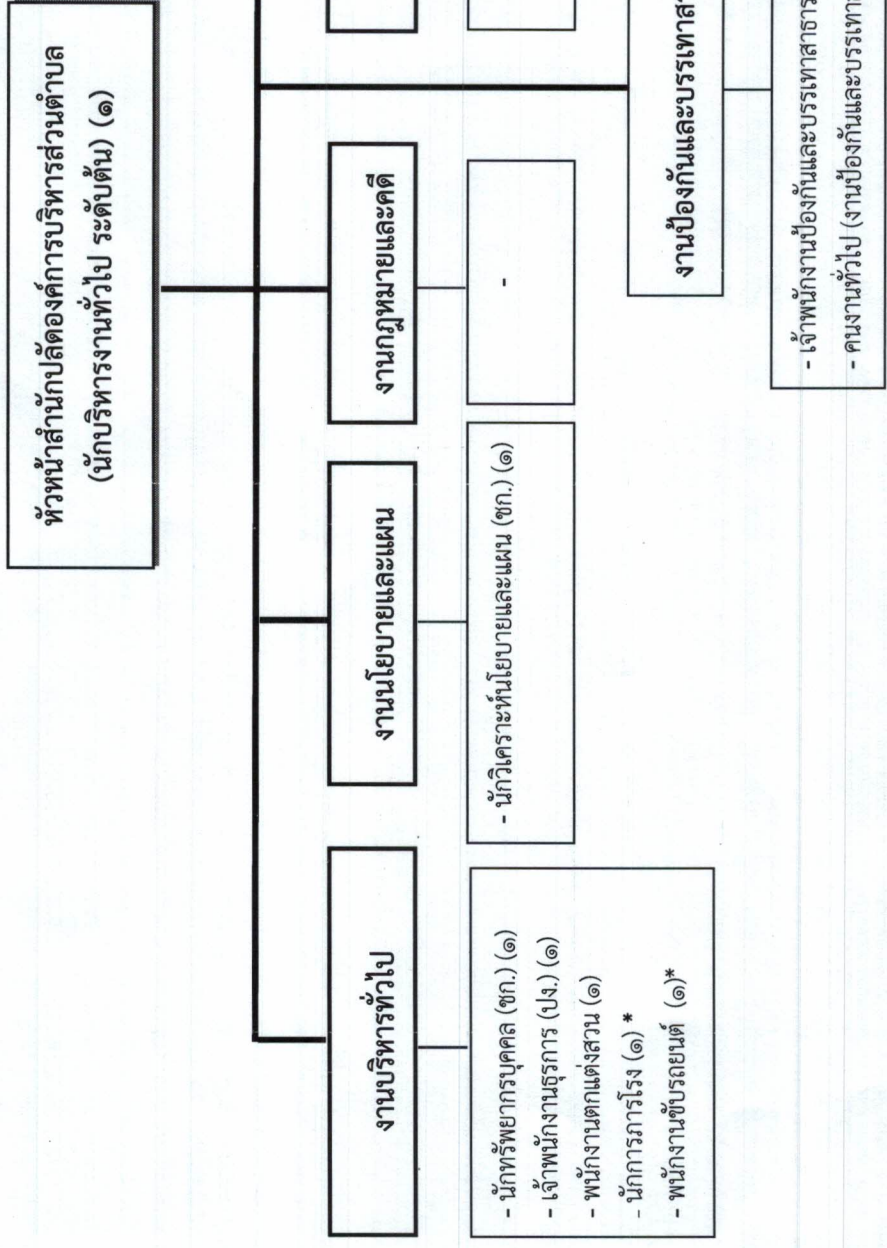 หัวหน้าสำนักปลัดองค์การบริหารส่วนตำบล
(นักบริหารงานทั่วไป ระดับต้น) (๑)
งานบริหารทั่วไป
- นักทรัพยากรบุคคล (ชก.) (๑)
- เจ้าพนักงานธุรการ (ปง.) (๑)
- พนักงานตกแต่งสวน (๑)
- นักการภารโรง (๑) *
- พนักงานขับรถยนต์ (๑)*
งานนโยบายและแผน
- นักวิเคราะห์นโยบายและแผน (ชก.) (๑)
งานกฎหมายและคดี
-
งานป้องกันและบรรเทาสา
- เจ้าพนักงานป้องกันและบรรเทาสาธาร
- คนงานทั่วไป (งานป้องกันและบรรเทา